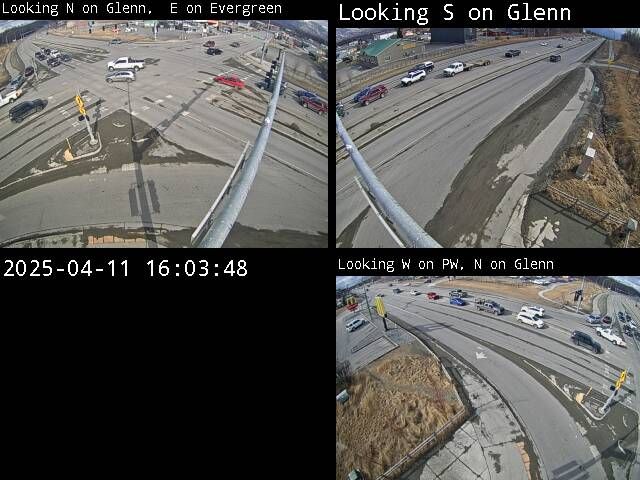 Looking N on Glenn,  E on Evergreen
Looking S on Glenn
2025-04-11 16:03:48
Looking W on PW, N on Glenn